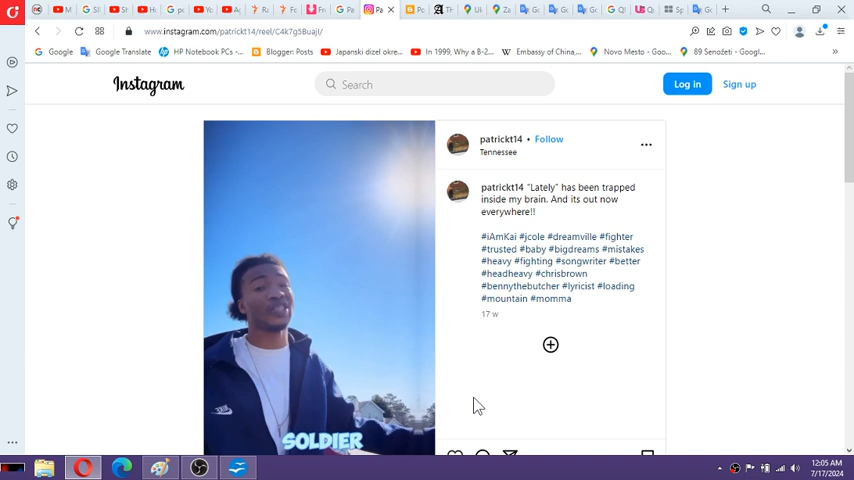 www.instagram.com/patrickt14/reel/C4k7g5BuajI/
Google
Google Translate
HP Notebook PCs -...
Blogger: Posts
Japanski dizel okre...
In 1999, Why a B-2...
Embassy of China,...
Novo Mesto - Goo...
89 Senožeti - Googl...
Instagram
Search
Log in
Sign up
patrickt14 • Follow
Tennessee
patrickt14 “Lately” has been trapped
inside my brain. And its out now
everywhere!!
#iAmKai #jcole #dreamville #fighter
#trusted #baby #bigdreams #mistakes
#heavy #fighting #songwriter #better
#headheavy #chrisbrown
#bennythebutcher #lyricist #loading
#mountain #momma
17 w
SOLDIER
12:05 AM
7/17/2024